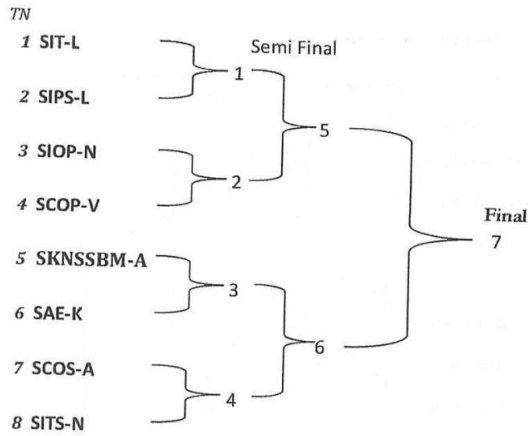 TN
1 SIT-L
Semi Final
1
2 SIPS-L
5
3 SIOP-N
2
4 SCOP-V
Final
7
5 SKNSSBM-A
3
6 SAE-K
6
7 SCOS-A
4
8 SITS-N